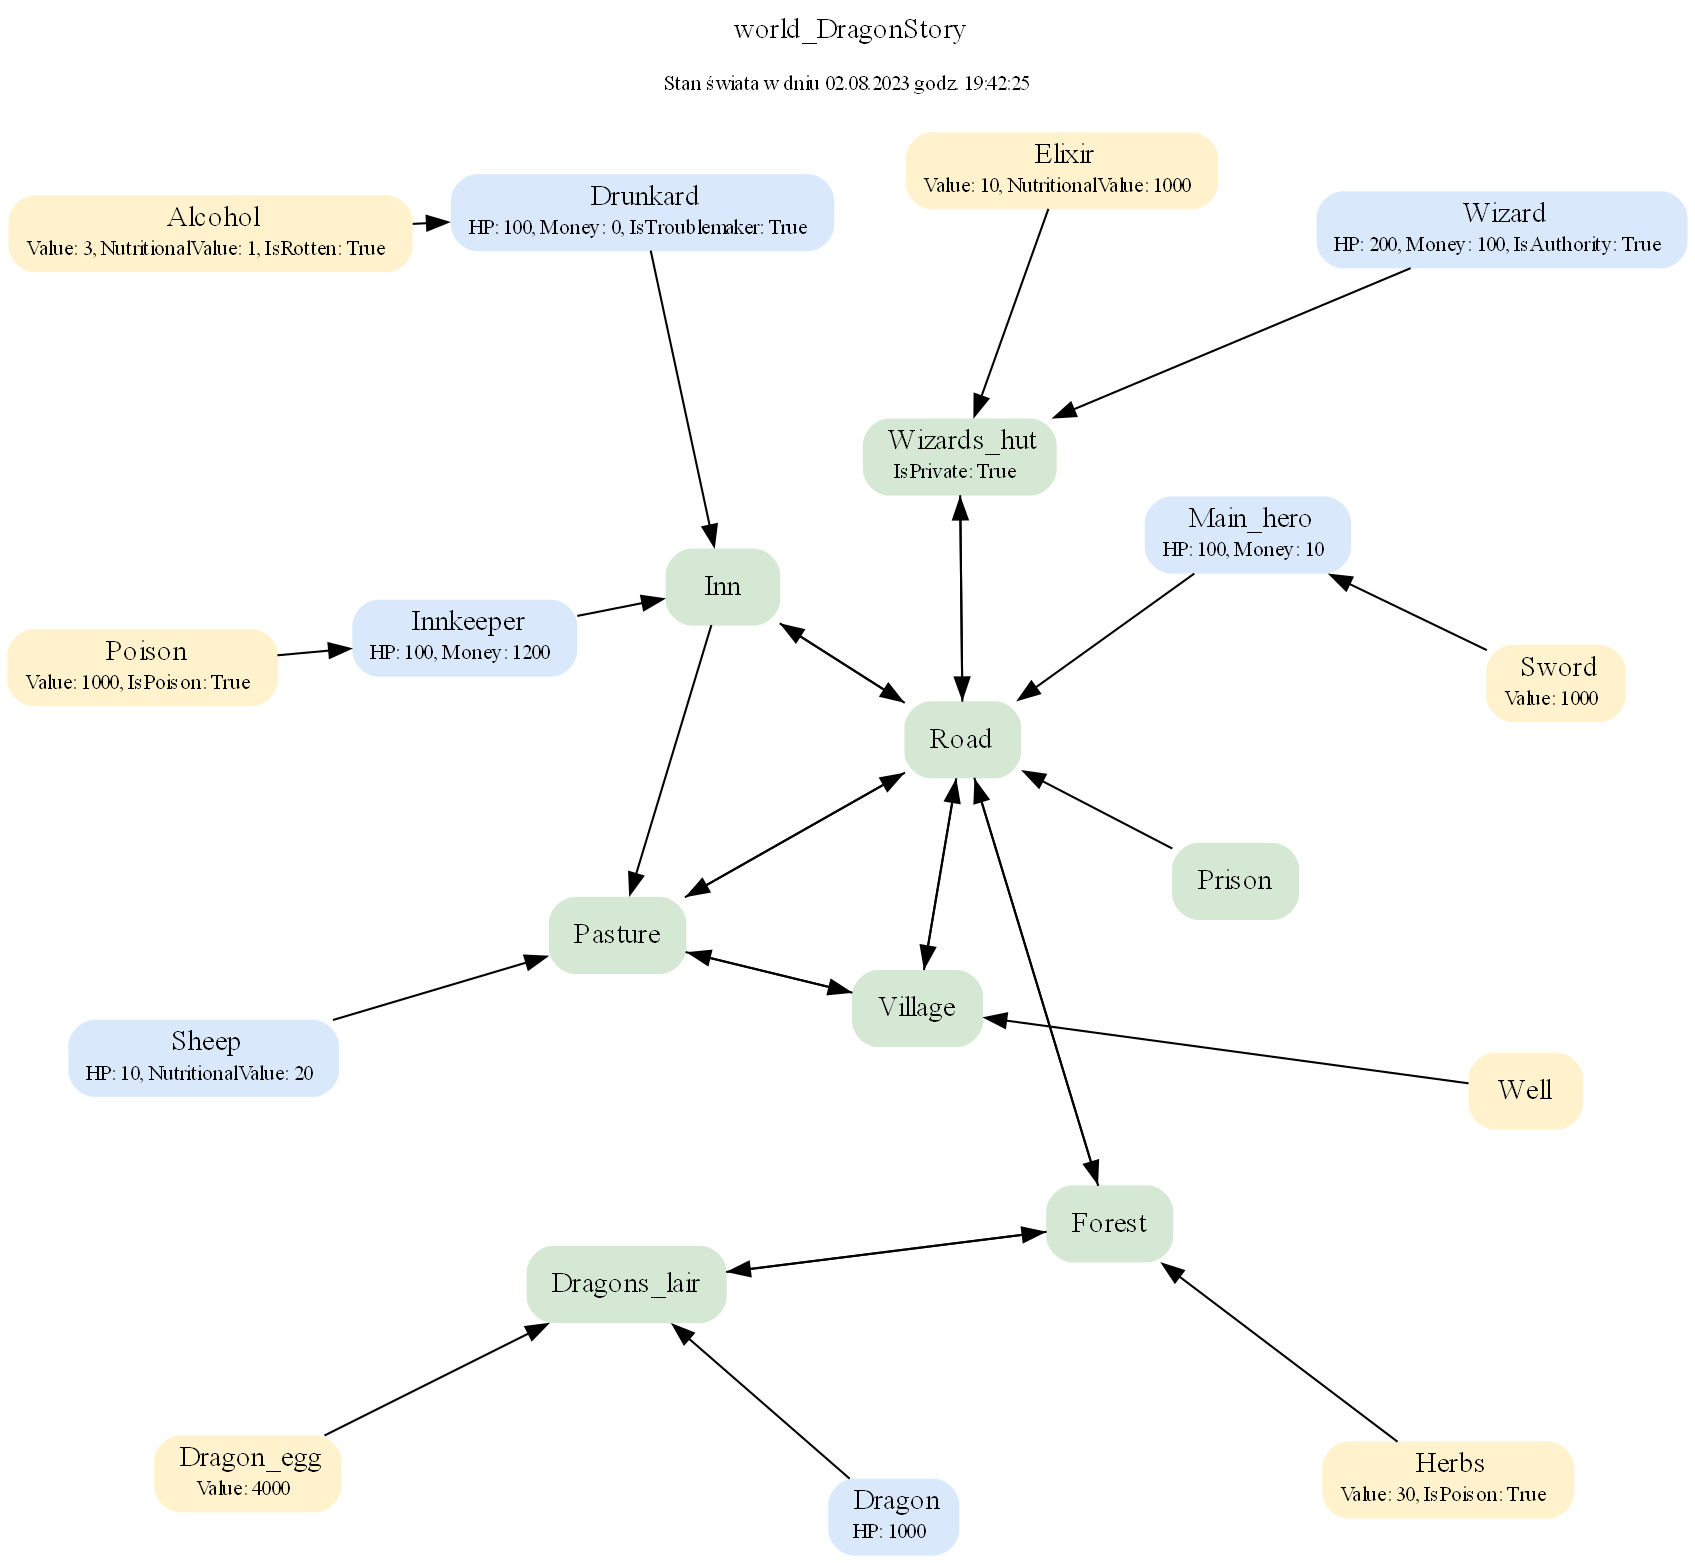 world_DragonStory
Stan świata w dniu 02.08.2023 godz. 19:42:25
Elixir
Value: 10, NutritionalValue: 1000
Drunkard
HP: 100, Money: 0, IsTroublemaker: True
Wizard
HP: 200, Money: 100, IsAuthority: True
Alcohol
Value: 3, NutritionalValue: 1, IsRotten: True
Wizards_hut
IsPrivate: True
Main_hero
HP: 100, Money: 10
Inn
Innkeeper
HP: 100, Money: 1200
Poison
Value: 1000, IsPoison: True
Sword
Value: 1000
Road
Prison
Pasture
Village
Sheep
HP: 10, NutritionalValue: 20
Well
Forest
Dragons_lair
Dragon_egg
Value: 4000
Herbs
Value: 30, IsPoison: True
Dragon
HP: 1000